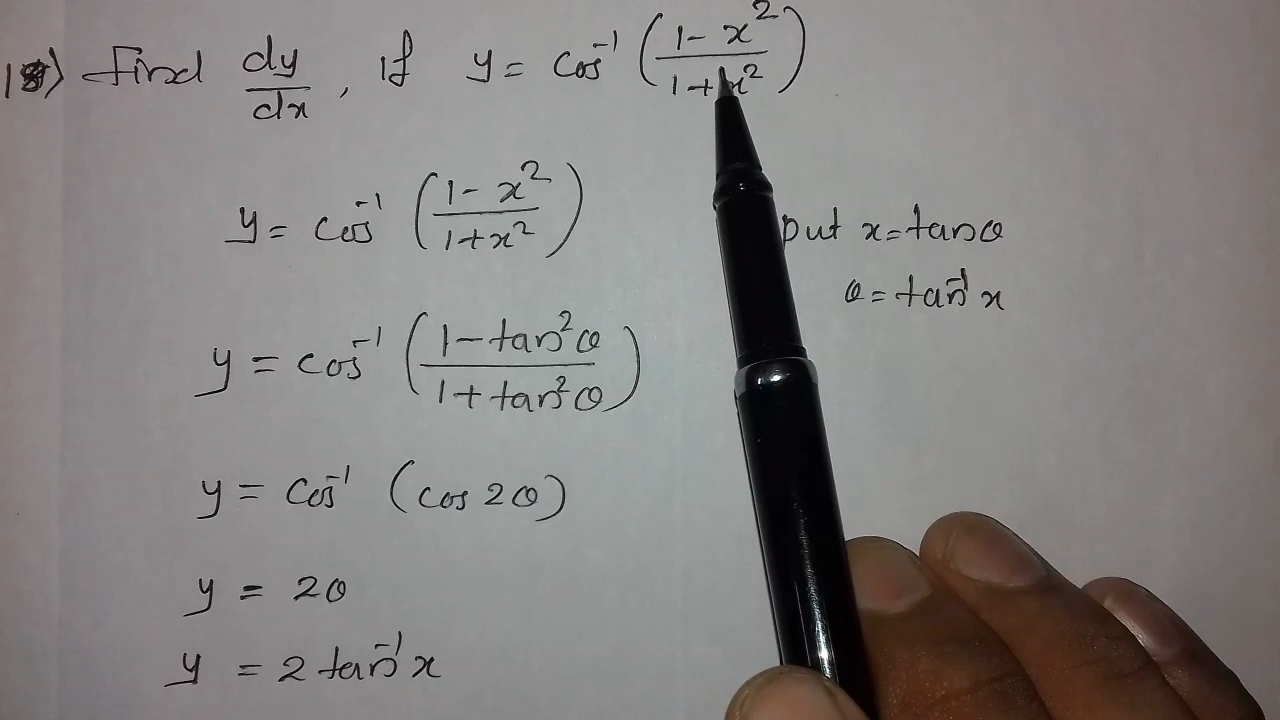 18) Find dy/dx, if y = cos⁻¹ (1 - x²/1 + x²)
y = cos⁻¹ (1 - x²/1 + x²)
put x = tanθ
θ = tan⁻¹ x
y = cos⁻¹ (1 - tan²θ/1 + tan²θ)
y = cos⁻¹ (cos 2θ)
y = 2θ
y = 2 tan⁻¹ x